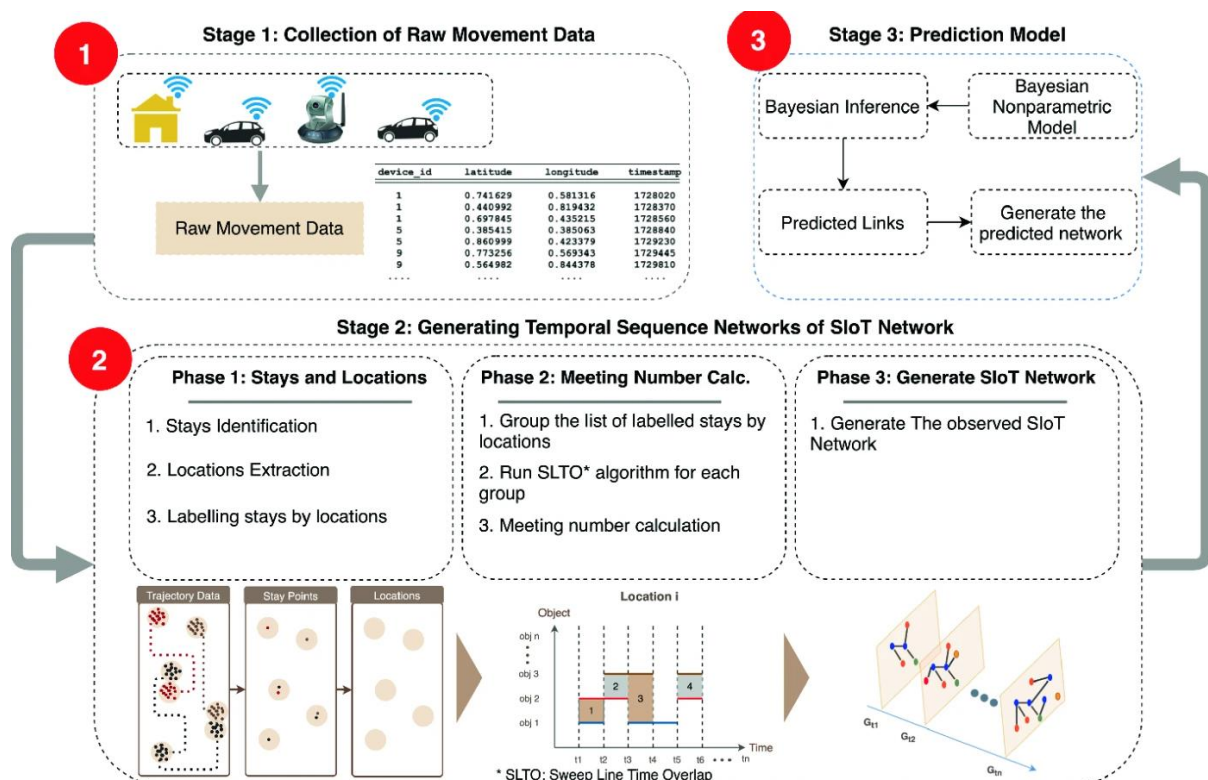 1
Stage 1: Collection of Raw Movement Data
Raw Movement Data
device_id latitude longitude timestamp
1 0.741629 0.581316 1728020
1 0.440992 0.819432 1728370
1 0.697845 0.435215 1728560
5 0.385415 0.385063 1728840
5 0.860999 0.423379 1729230
9 0.773256 0.569343 1729445
9 0.564982 0.844378 1729810
.... .... .... ....
3
Stage 3: Prediction Model
Bayesian Inference
Bayesian
Nonparametric
Model
Predicted Links
Generate the
predicted network
Stage 2: Generating Temporal Sequence Networks of SIoT Network
2
Phase 1: Stays and Locations
1. Stays Identification
2. Locations Extraction
3. Labelling stays by locations
Phase 2: Meeting Number Calc.
1. Group the list of labelled stays by
locations
2. Run SLTO* algorithm for each
group
3. Meeting number calculation
Phase 3: Generate SIoT Network
1. Generate The observed SIoT
Network
Trajectory Data
Stay Points
Locations
Location i
Object
obj n
obj 3
obj 2
obj 1
1
2
3
4
Time
t1 t2 t3 t4 t5 t6 tn
* SLTO: Sweep Line Time Overlap
Gt1
Gt2
Gtn